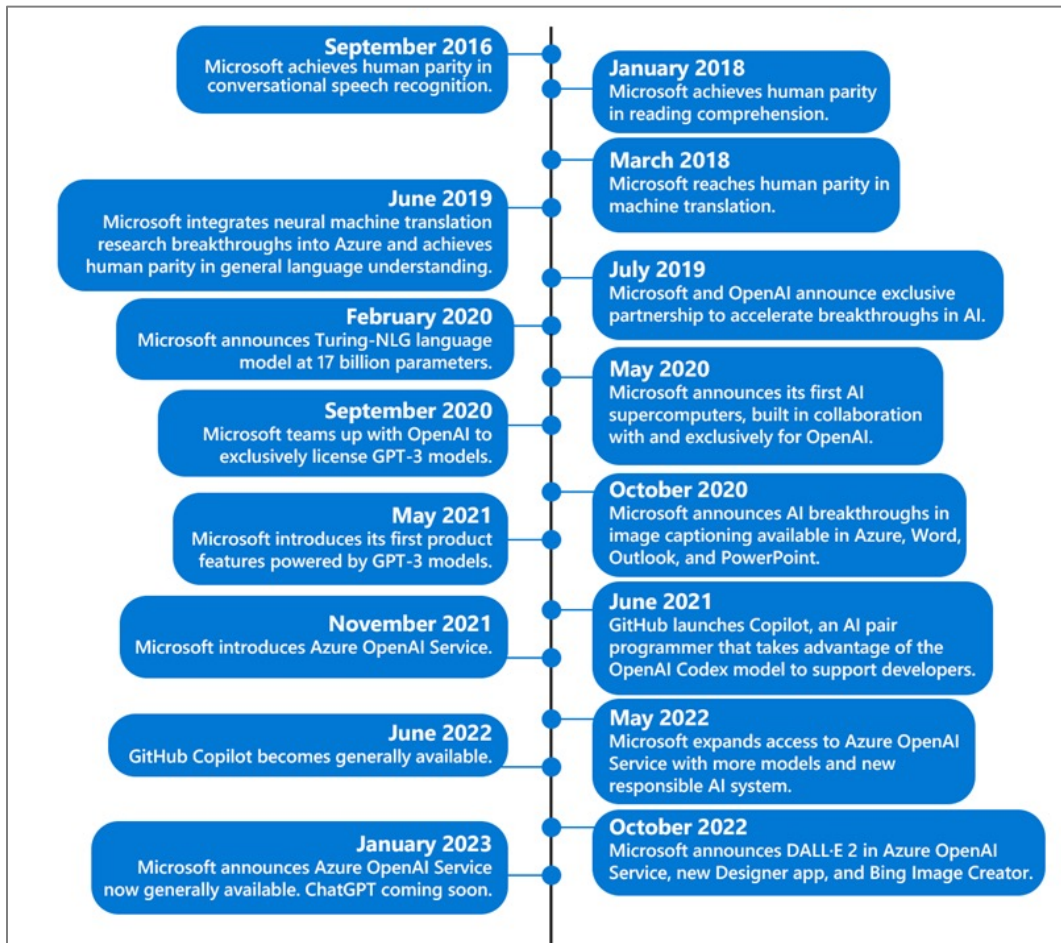 September 2016
Microsoft achieves human parity in
conversational speech recognition.
January 2018
Microsoft achieves human parity
in reading comprehension.
March 2018
Microsoft reaches human parity in
machine translation.
June 2019
Microsoft integrates neural machine translation
research breakthroughs into Azure and achieves
human parity in general language understanding.
July 2019
Microsoft and OpenAI announce exclusive
partnership to accelerate breakthroughs in AI.
February 2020
Microsoft announces Turing-NLG language
model at 17 billion parameters.
May 2020
Microsoft announces its first AI
supercomputers, built in collaboration
with and exclusively for OpenAI.
September 2020
Microsoft teams up with OpenAI to
exclusively license GPT-3 models.
October 2020
Microsoft announces AI breakthroughs in
image captioning available in Azure, Word,
Outlook, and PowerPoint.
May 2021
Microsoft introduces its first product
features powered by GPT-3 models.
June 2021
GitHub launches Copilot, an AI pair
programmer that takes advantage of the
OpenAI Codex model to support developers.
November 2021
Microsoft introduces Azure OpenAI Service.
May 2022
Microsoft expands access to Azure OpenAI
Service with more models and new
responsible AI system.
June 2022
GitHub Copilot becomes generally available.
October 2022
Microsoft announces DALL·E 2 in Azure OpenAI
Service, new Designer app, and Bing Image Creator.
January 2023
Microsoft announces Azure OpenAI Service
now generally available. ChatGPT coming soon.